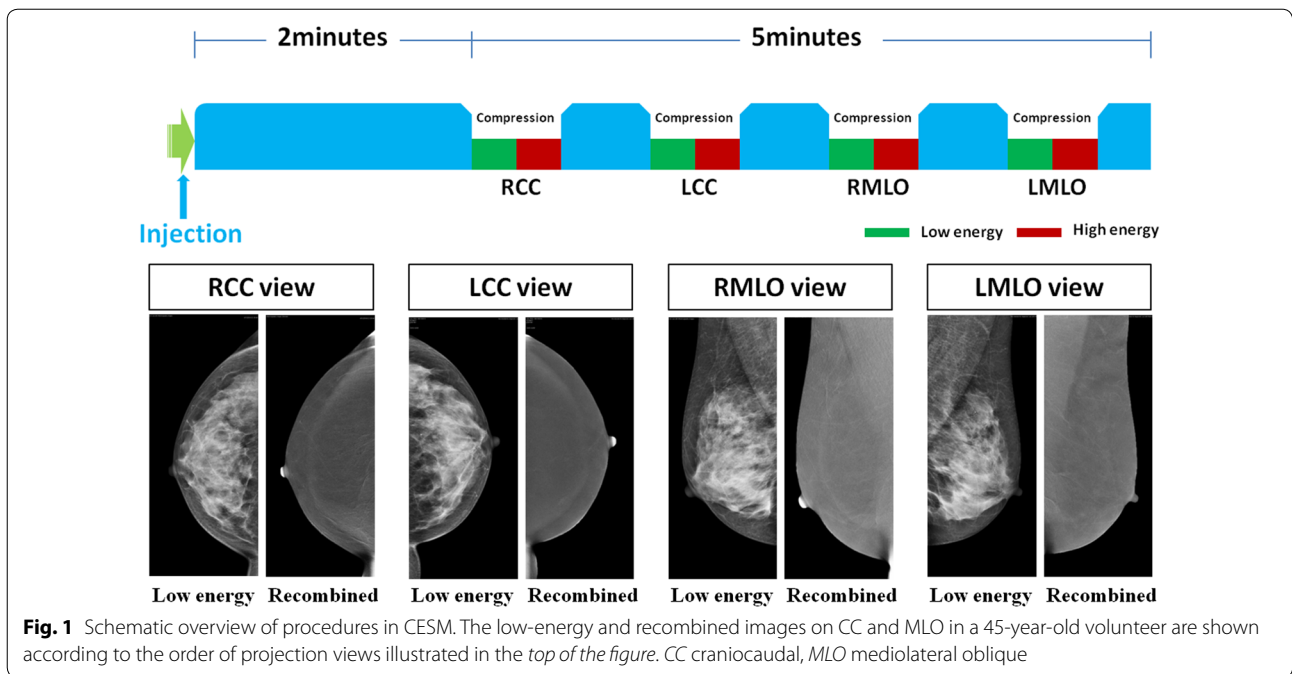 2minutes
5minutes
Compression
Compression
Compression
Compression
RCC
LCC
RMLO
LMLO
Injection
Low energy
High energy
RCC view
LCC view
RMLO view
LMLO view
Low energy
Recombined
Low energy
Recombined
Low energy
Recombined
Low energy
Recombined
Fig. 1 Schematic overview of procedures in CESM. The low-energy and recombined images on CC and MLO in a 45-year-old volunteer are shown
according to the order of projection views illustrated in the top of the figure. CC craniocaudal, MLO mediolateral oblique